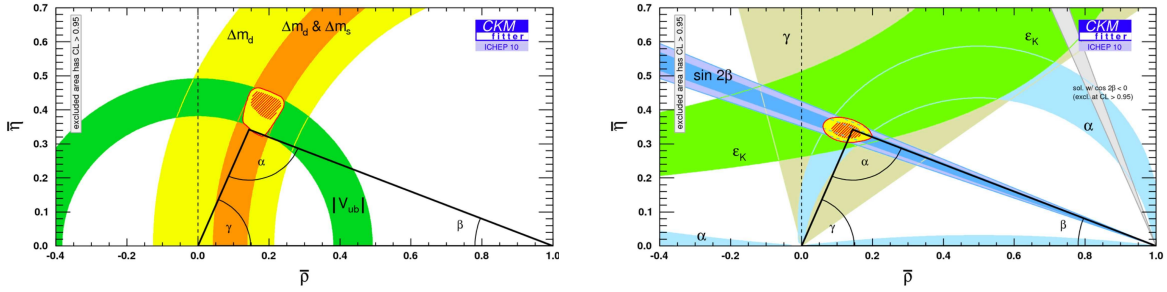 excluded area has CL > 0.95
Δm_d
Δm_d & Δm_s
CKM
fitter
ICHEP 10
|V_ub|
α
γ
β
η̄
ρ̄
0.7
0.6
0.5
0.4
0.3
0.2
0.1
0.0
-0.4 -0.2 0.0 0.2 0.4 0.6 0.8 1.0
excluded area has CL > 0.95
γ
ε_K
CKM
fitter
ICHEP 10
sin 2β
sol. w/ cos 2β < 0
(excl. at CL > 0.95)
α
ε_K
α
γ
β
α
η̄
ρ̄
0.7
0.6
0.5
0.4
0.3
0.2
0.1
0.0
-0.4 -0.2 0.0 0.2 0.4 0.6 0.8 1.0